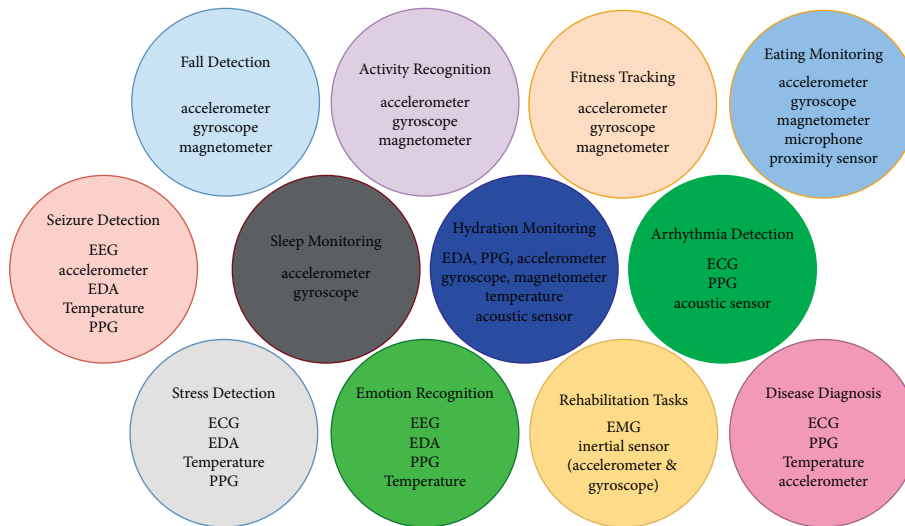 Fall Detection
accelerometer
gyroscope
magnetometer
Activity Recognition
accelerometer
gyroscope
magnetometer
Fitness Tracking
accelerometer
gyroscope
magnetometer
Eating Monitoring
accelerometer
gyroscope
magnetometer
microphone
proximity sensor
Seizure Detection
EEG
accelerometer
EDA
Temperature
PPG
Sleep Monitoring
accelerometer
gyroscope
Hydration Monitoring
EDA, PPG, accelerometer
gyroscope, magnetometer
temperature
acoustic sensor
Arrhythmia Detection
ECG
PPG
acoustic sensor
Stress Detection
ECG
EDA
Temperature
PPG
Emotion Recognition
EEG
EDA
PPG
Temperature
Rehabilitation Tasks
EMG
inertial sensor
(accelerometer &
gyroscope)
Disease Diagnosis
ECG
PPG
Temperature
accelerometer